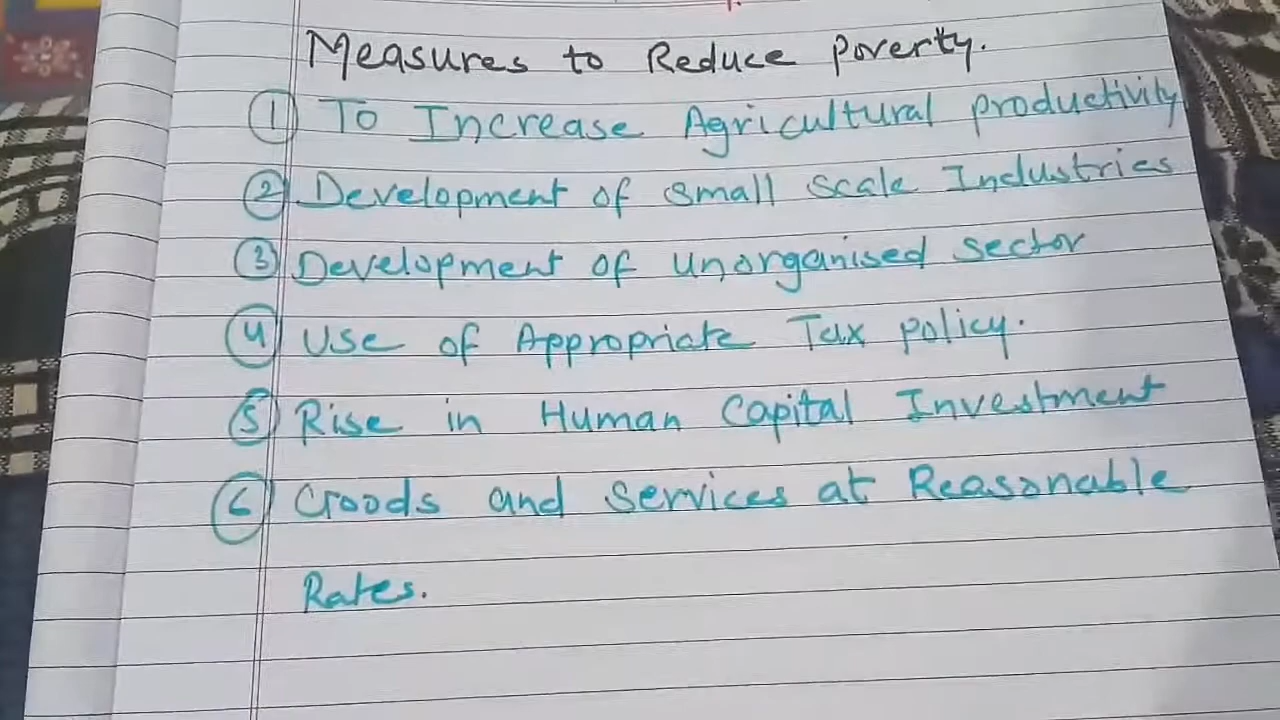 Measures to Reduce Poverty.
① To Increase Agricultural productivity
② Development of small scale Industries
③ Development of unorganised sector
④ Use of Appropriate Tax policy.
⑤ Rise in Human Capital Investment
⑥ Goods and services at Reasonable
Rates.